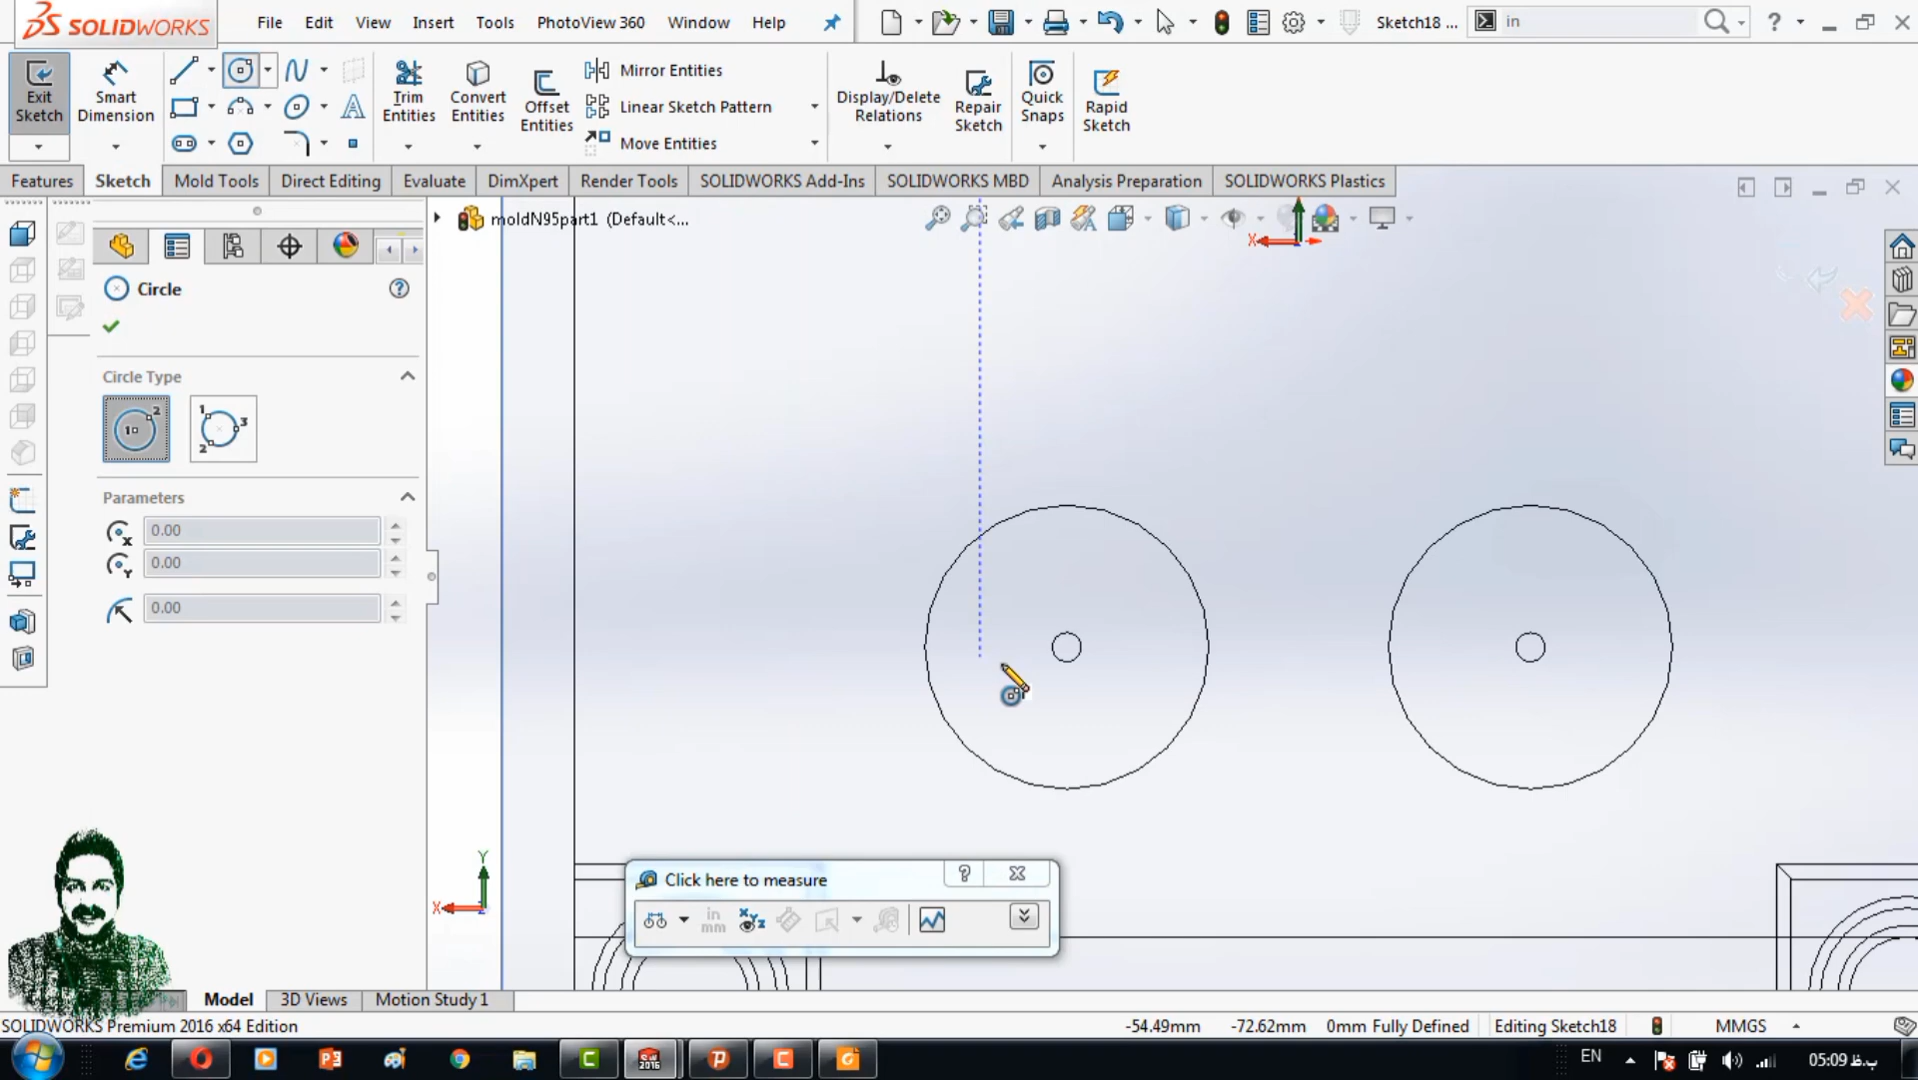 SOLIDWORKS
File
Edit
View
Insert
Tools
PhotoView 360
Window
Help
Sketch18 ...
in
Exit Sketch
Smart Dimension
Trim Entities
Convert Entities
Offset Entities
Mirror Entities
Linear Sketch Pattern
Move Entities
Display/Delete Relations
Repair Sketch
Quick Snaps
Rapid Sketch
Features
Sketch
Mold Tools
Direct Editing
Evaluate
DimXpert
Render Tools
SOLIDWORKS Add-Ins
SOLIDWORKS MBD
Analysis Preparation
SOLIDWORKS Plastics
moldN95part1 (Default<...
X
Circle
Circle Type
Parameters
0.00
0.00
0.00
Y
X
Click here to measure
in
mm
Model
3D Views
Motion Study 1
SOLIDWORKS Premium 2016 x64 Edition
-54.49mm
-72.62mm
0mm Fully Defined
Editing Sketch18
MMGS
EN
05:09 ب.ظ